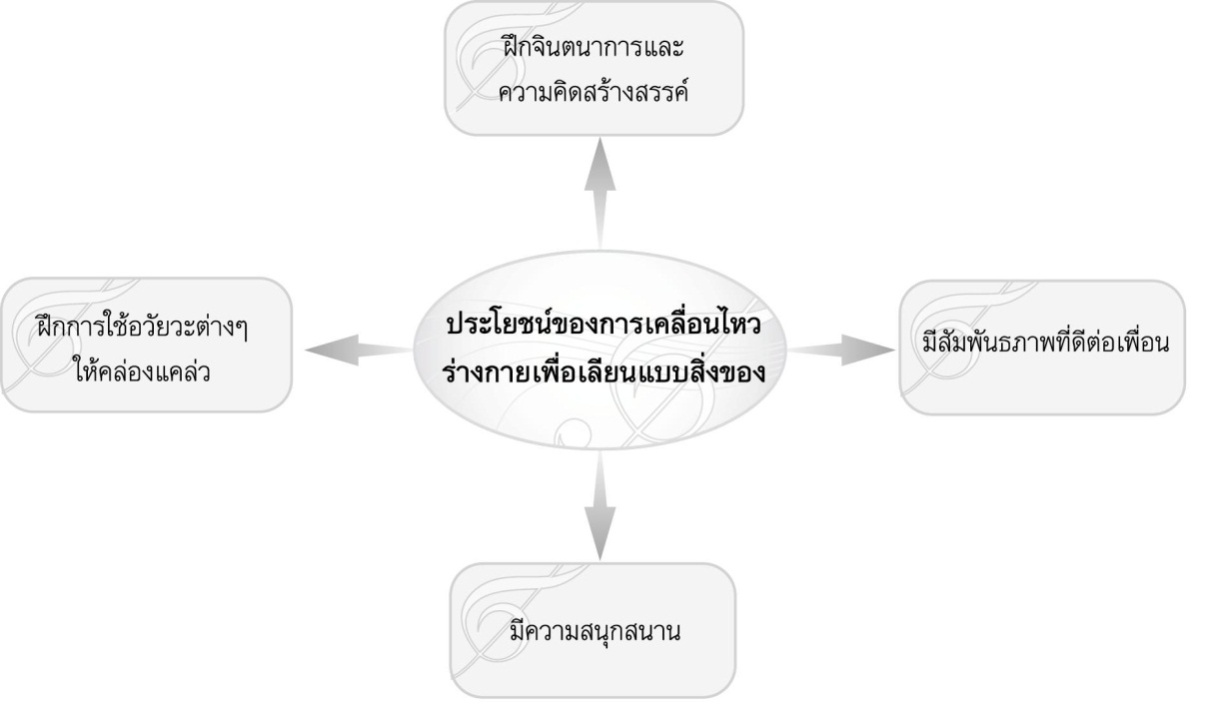 ฝึกจินตนาการและ
ความคิดสร้างสรรค์
ฝึกการใช้อวัยวะต่างๆ
ให้คล่องแคล่ว
ประโยชน์ของการเคลื่อนไหว
ร่างกายเพื่อเลียนแบบสิ่งของ
มีสัมพันธภาพที่ดีต่อเพื่อน
มีความสนุกสนาน